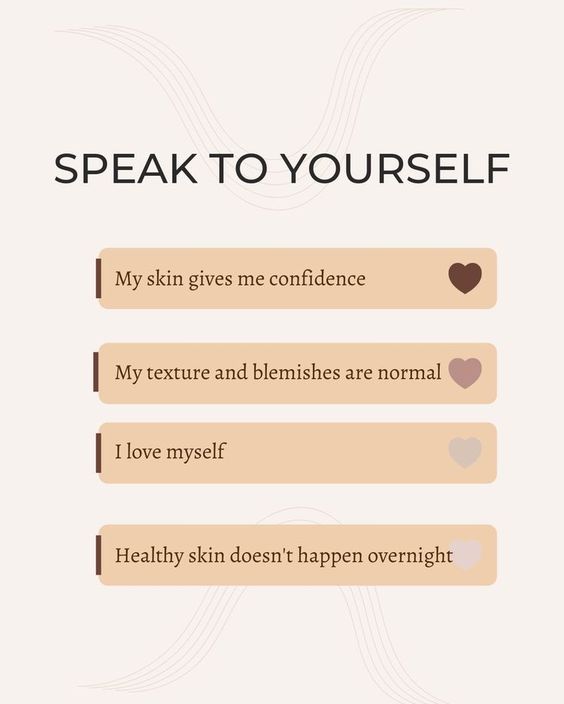 SPEAK TO YOURSELF
My skin gives me confidence
My texture and blemishes are normal
I love myself
Healthy skin doesn't happen overnight